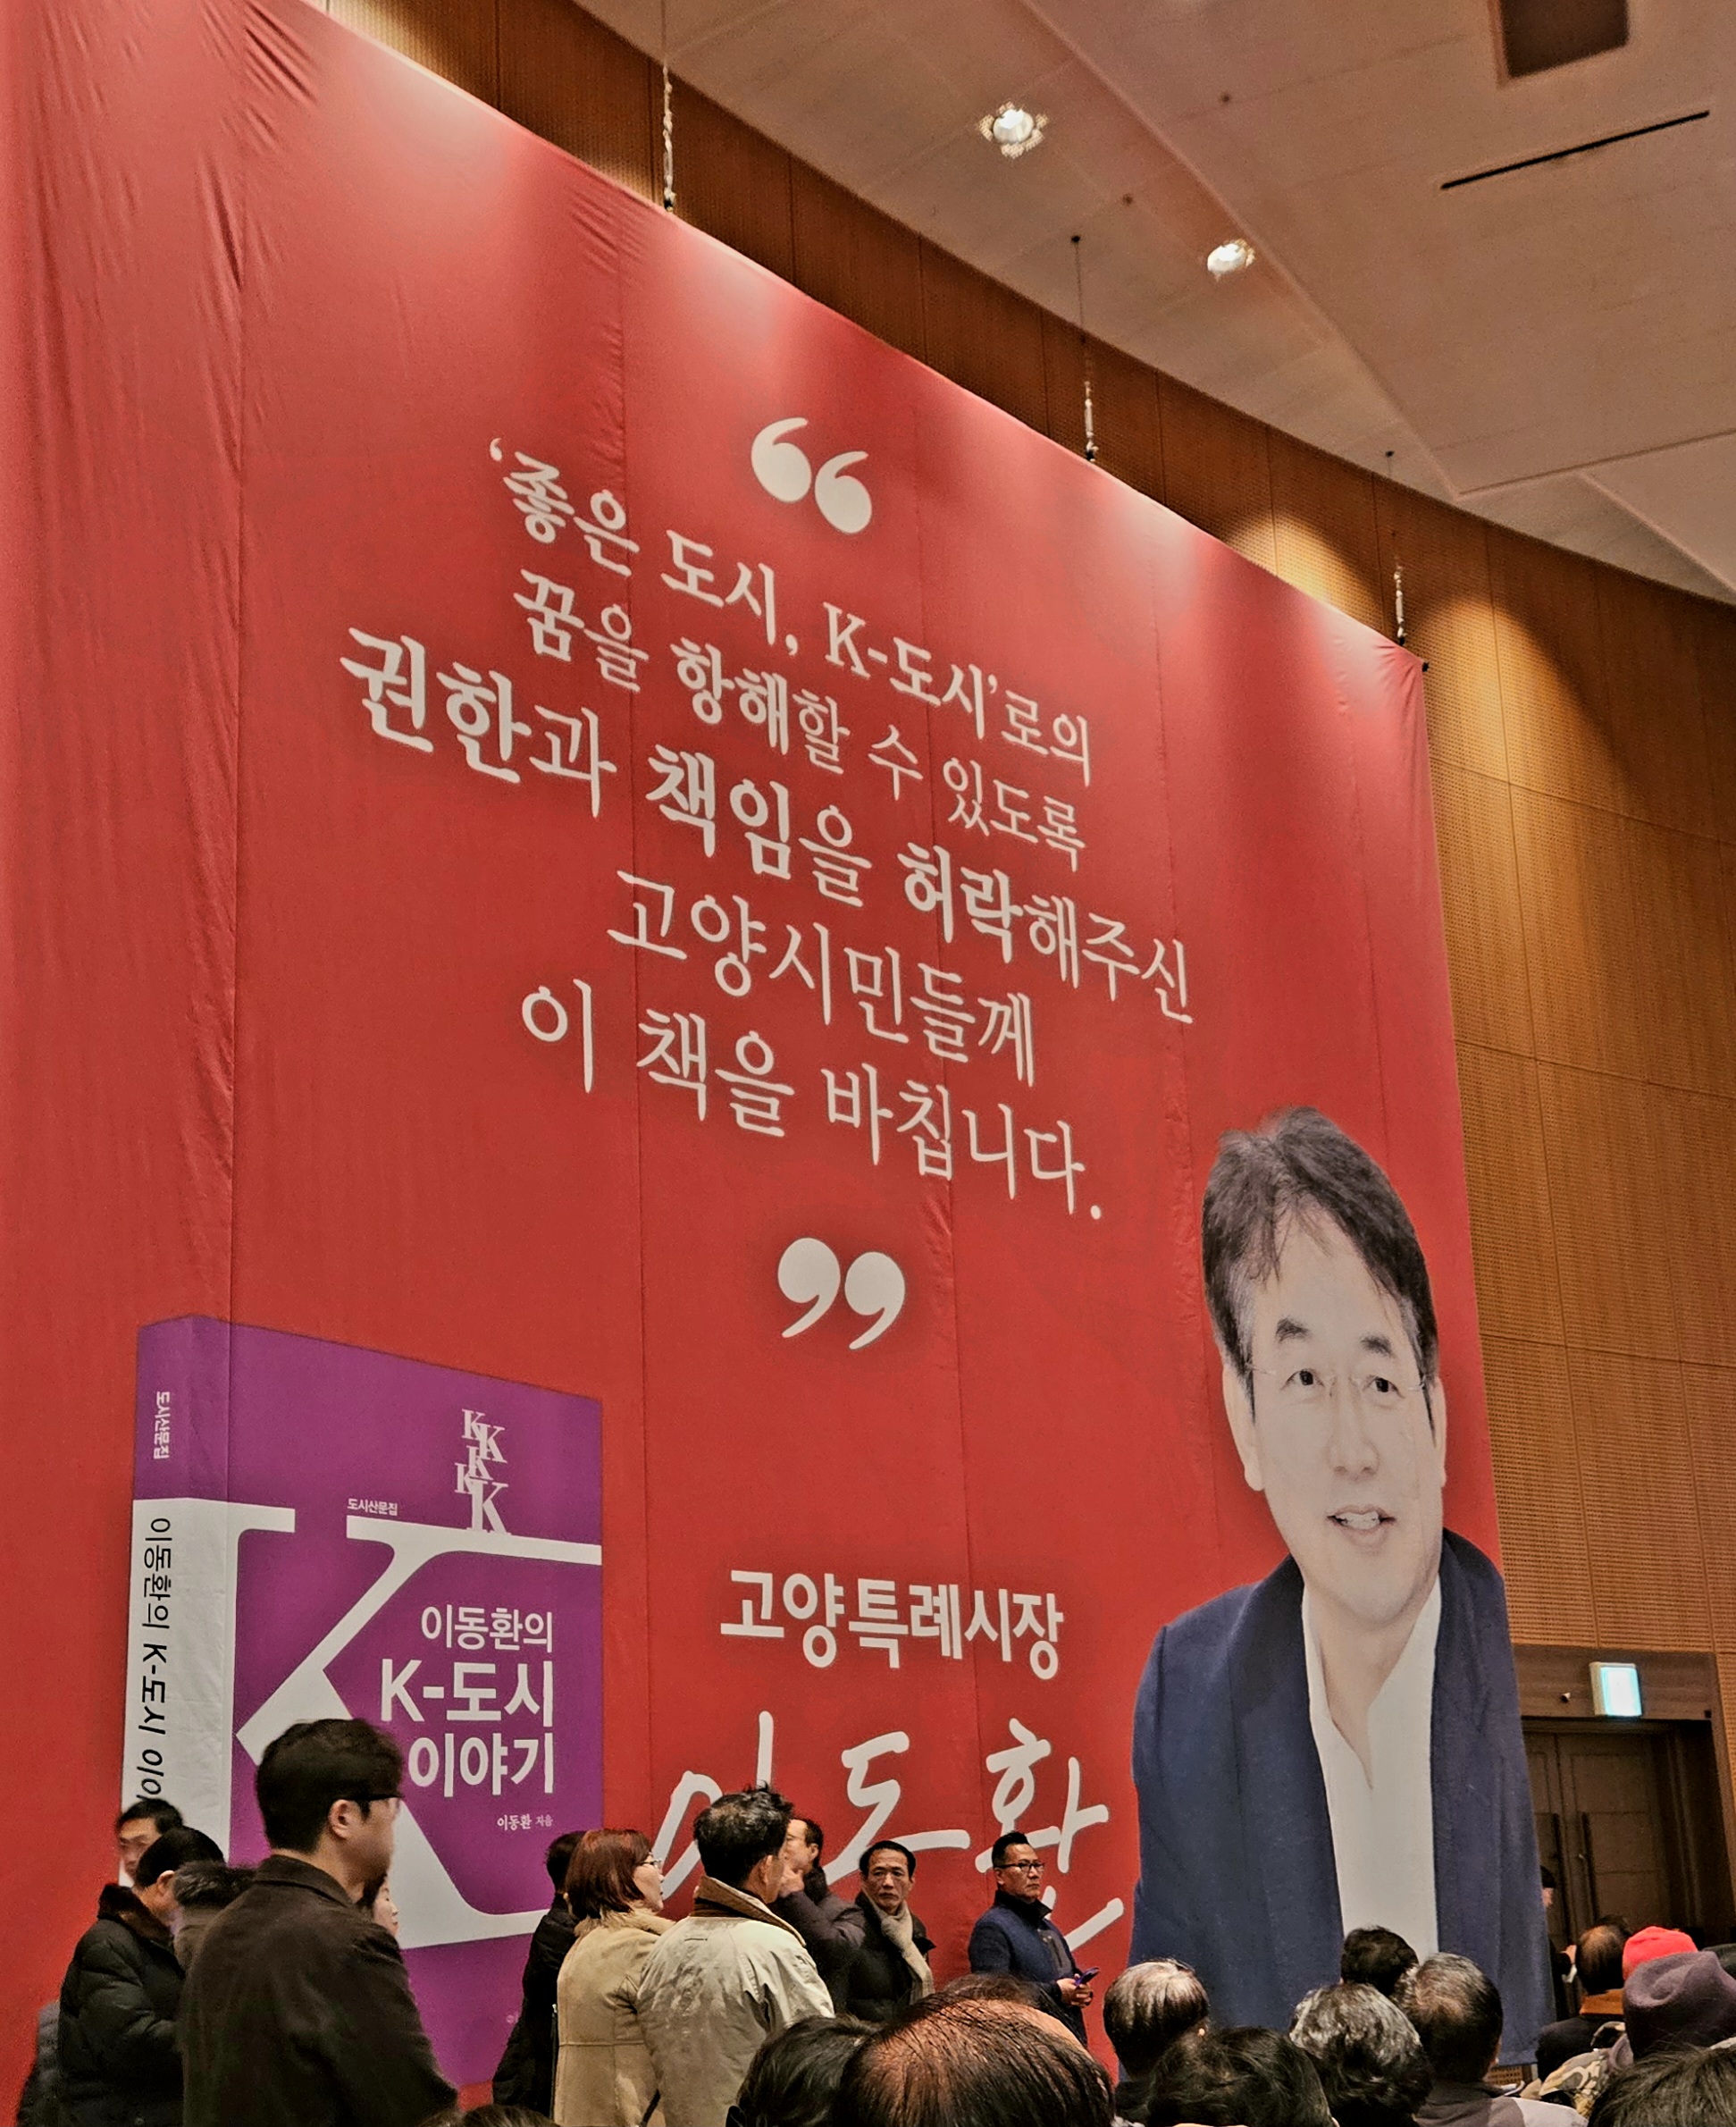 “
‘좋은 도시, K-도시’로의
꿈을 항해할 수 있도록
권한과 책임을 허락해주신
고양시민들께
이 책을 바칩니다.
”
도시산문집
이동환의 K-도시
K
K
K
K
K
도시산문집
K
이동환의
K-도시
이야기
이동환 지음
고양특례시장
이동환